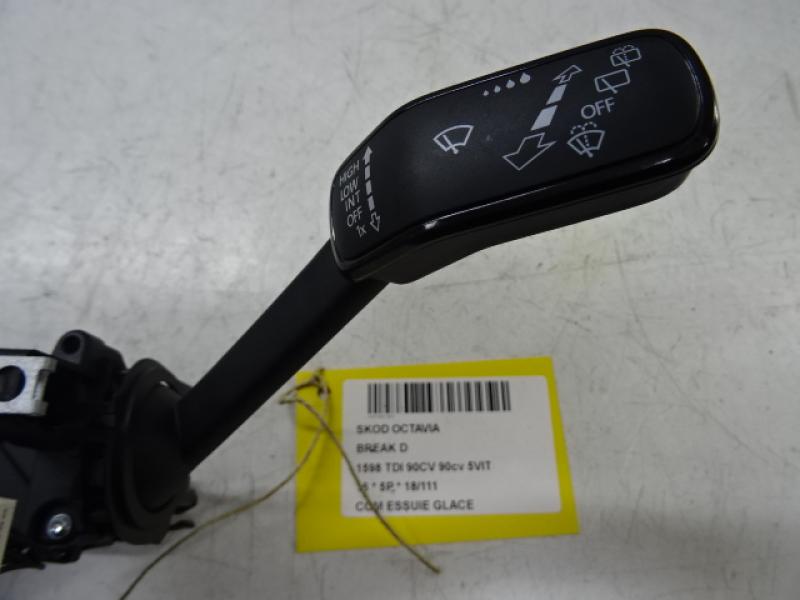 HIGH
LOW
INT
OFF
1x
OFF
SKOD OCTAVIA
BREAK D
1598 TDI 90CV 90cv 5VIT
* 5P. * 18/111
COM ESSUIE GLACE